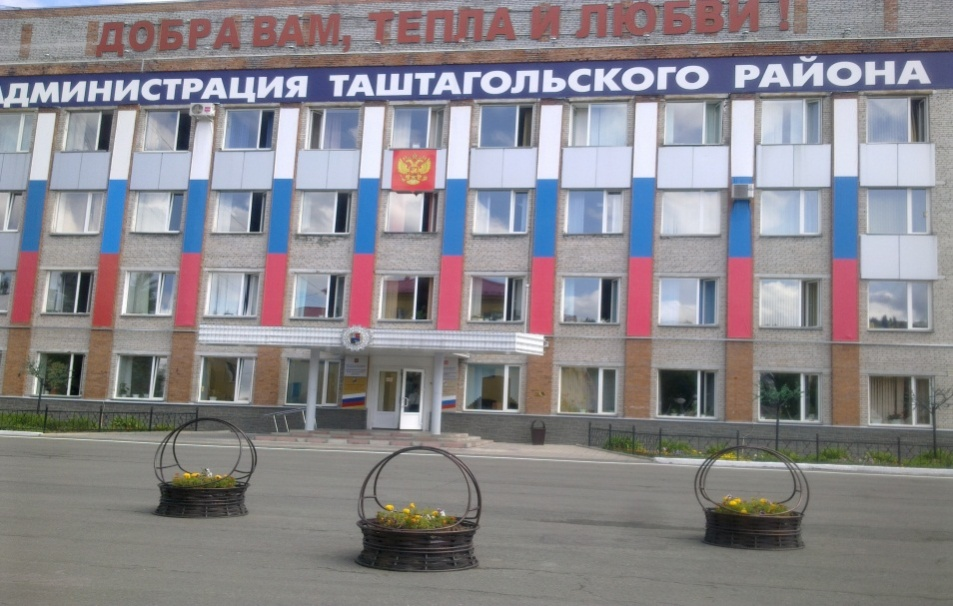 ДОБРА ВАМ, ТЕПЛА И ЛЮБВИ !
АДМИНИСТРАЦИЯ ТАШТАГОЛЬСКОГО РАЙОНА